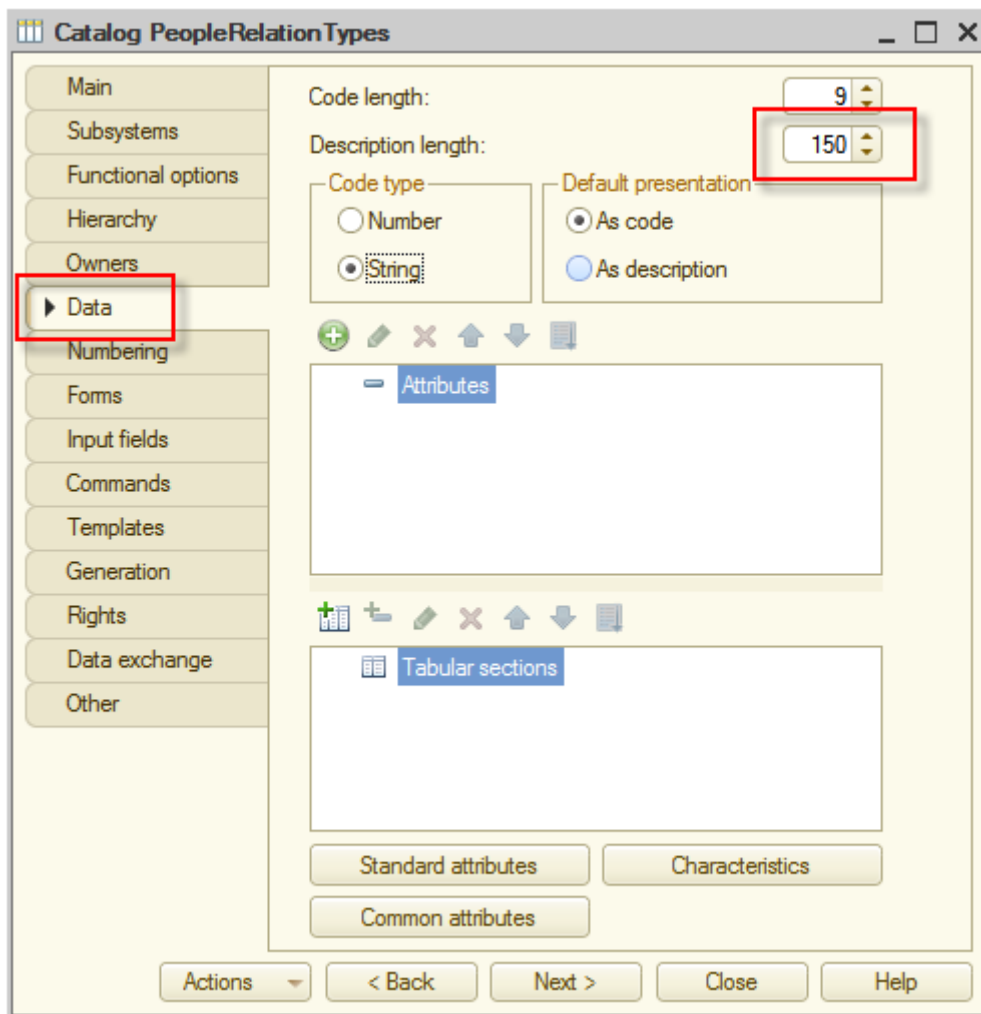 Catalog PeopleRelationTypes
Main
Subsystems
Functional options
Hierarchy
Owners
Data
Numbering
Forms
Input fields
Commands
Templates
Generation
Rights
Data exchange
Other
Code length: 9
Description length: 150
Code type
Number
String
Default presentation
As code
As description
Attributes
Tabular sections
Standard attributes Characteristics
Common attributes
Actions < Back Next > Close Help